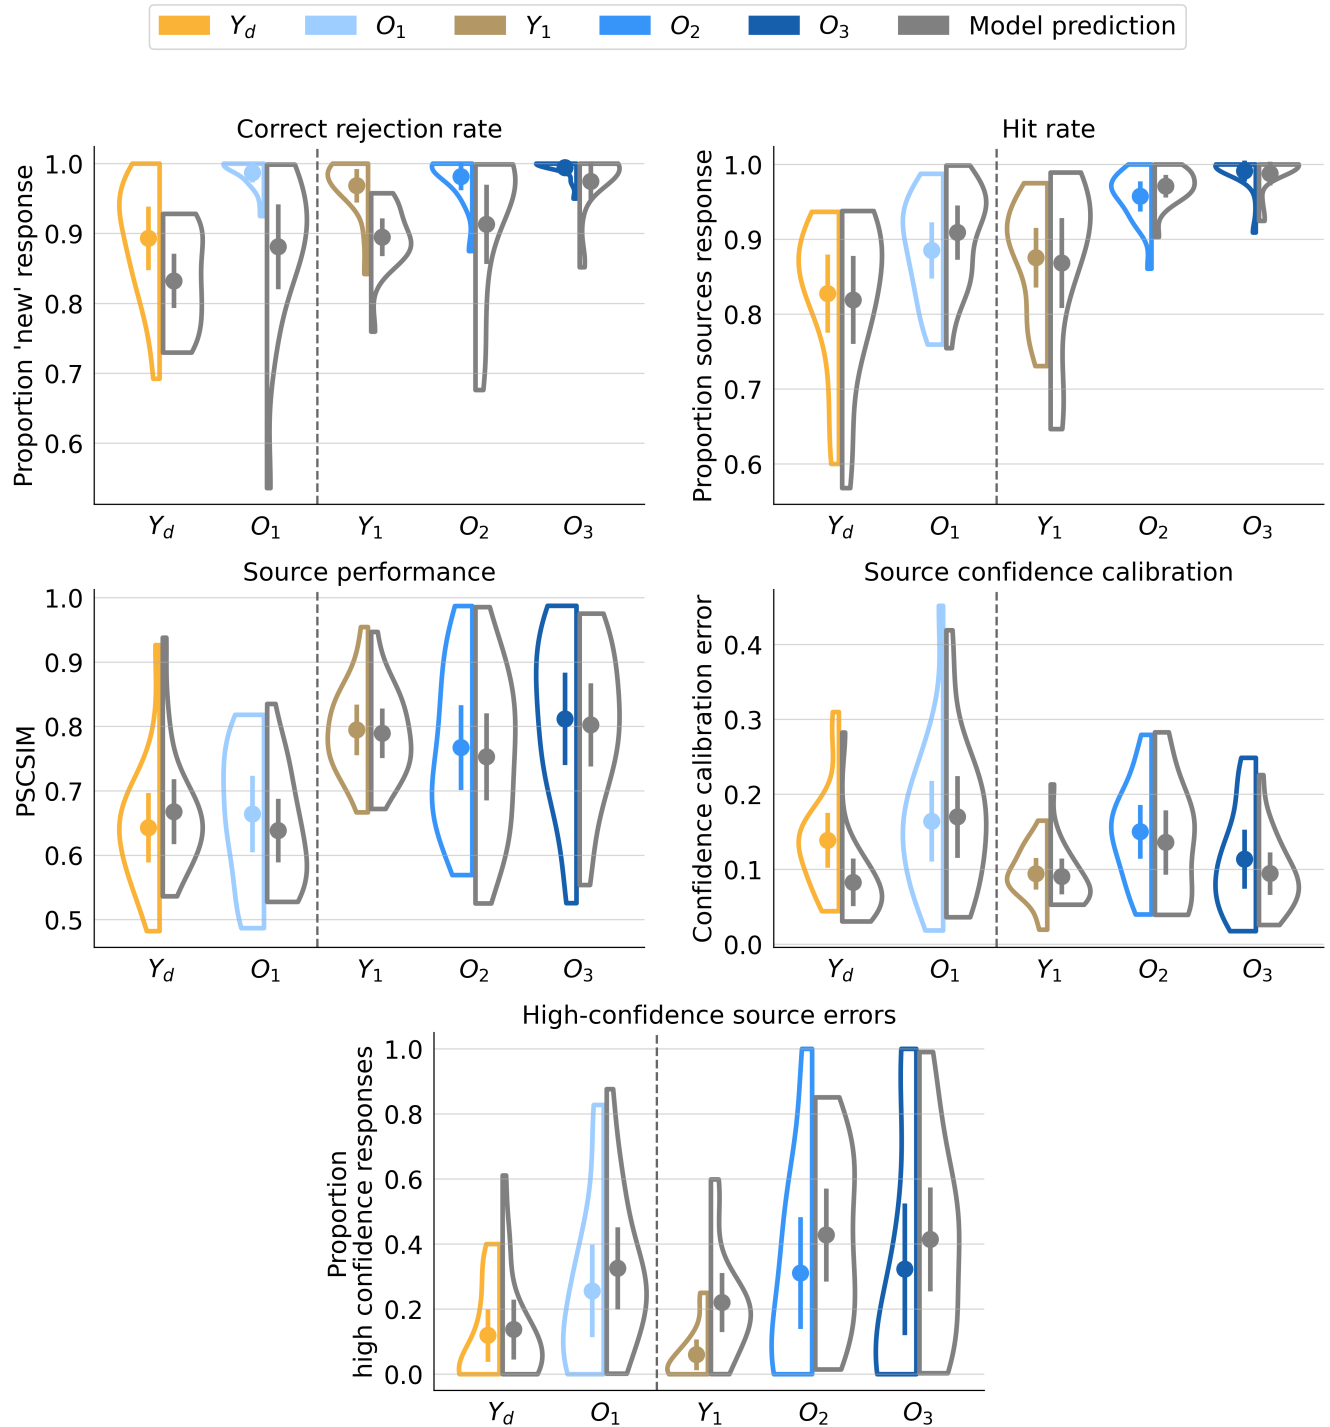 Y_d O_1 Y_1 O_2 O_3 Model prediction
Correct rejection rate
Proportion 'new' response
1.0
0.9
0.8
0.7
0.6
Y_d O_1 Y_1 O_2 O_3
Hit rate
Proportion sources response
1.0
0.9
0.8
0.7
0.6
Y_d O_1 Y_1 O_2 O_3
Source performance
PSCSIM
1.0
0.9
0.8
0.7
0.6
0.5
Y_d O_1 Y_1 O_2 O_3
Source confidence calibration
Confidence calibration error
0.4
0.3
0.2
0.1
0.0
Y_d O_1 Y_1 O_2 O_3
High-confidence source errors
Proportion
high confidence responses
1.0
0.8
0.6
0.4
0.2
0.0
Y_d O_1 Y_1 O_2 O_3